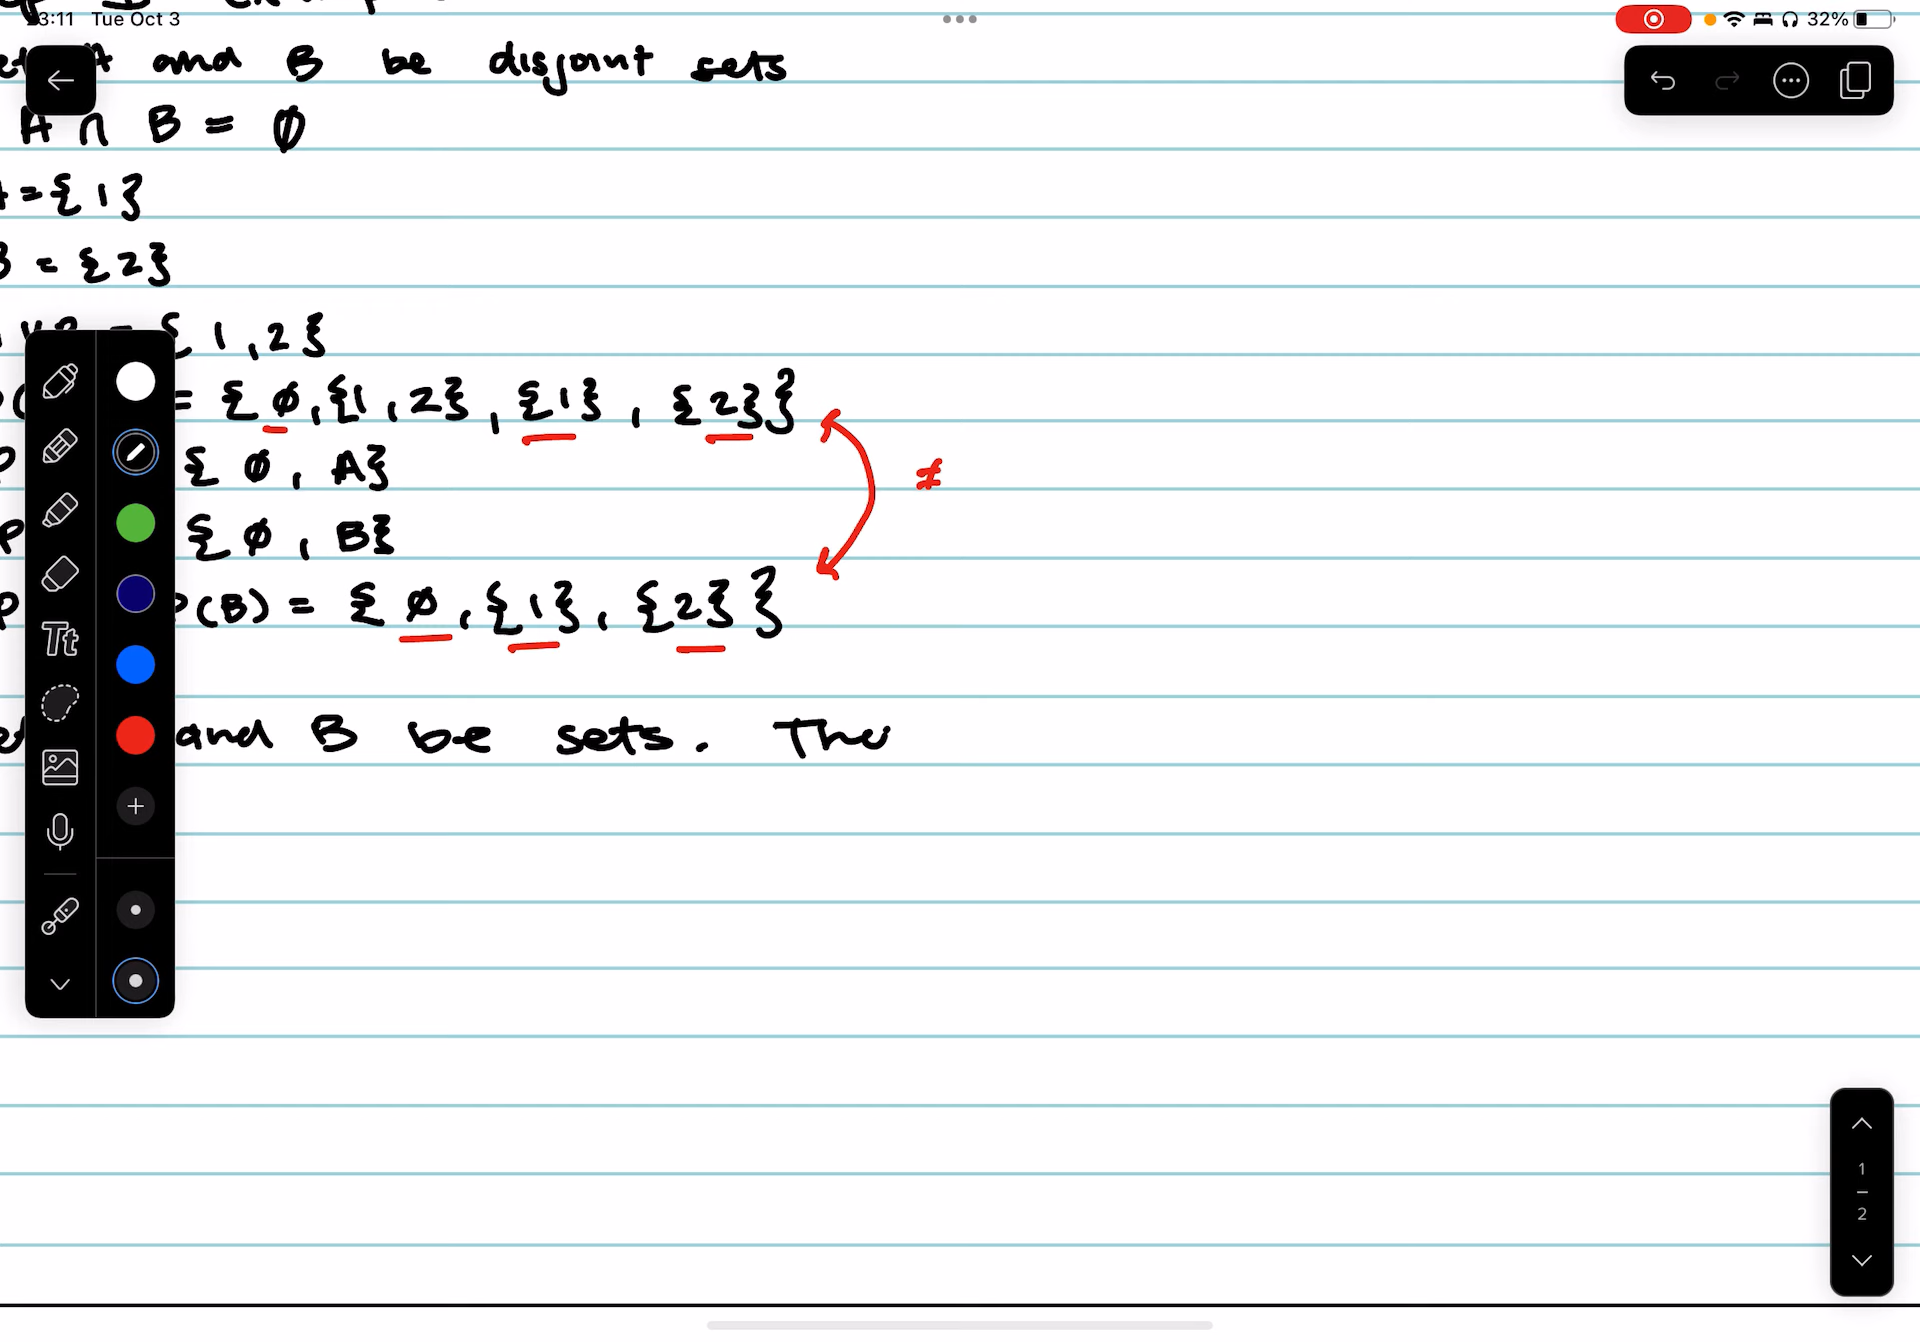 3:11 Tue Oct 3
32%
and B be disjoint sets
A ∩ B = Ø
={1}
= {2}
{1,2}
= {Ø,{1,2},{1},{2}}
{Ø, A}
≠
{Ø, B}
P(B) = {Ø,{1},{2}}
and B be sets. The
Tt
1
2